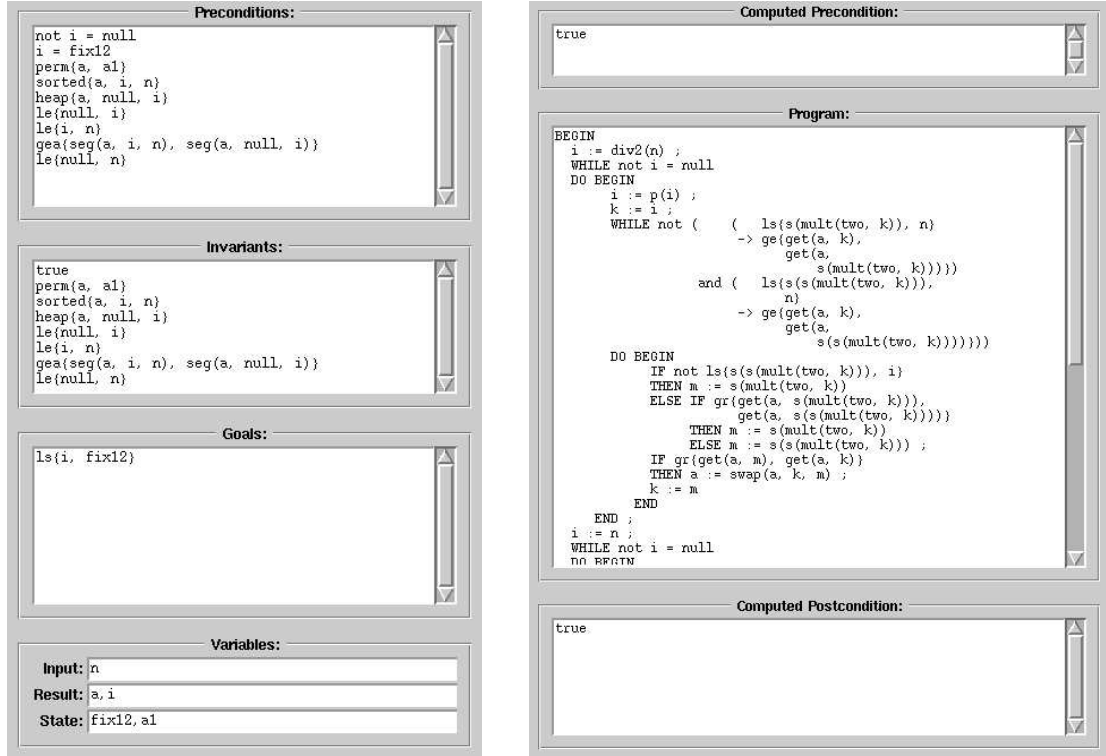 Preconditions:
not i = null
i = fix12
perm{a, a1}
sorted{a, i, n}
heap{a, null, i}
le{null, i}
le{i, n}
gea{seg(a, i, n), seg(a, null, i)}
le{null, n}
Invariants:
true
perm{a, a1}
sorted{a, i, n}
heap{a, null, i}
le{null, i}
le{i, n}
gea{seg(a, i, n), seg(a, null, i)}
le{null, n}
Goals:
ls{i, fix12}
Variables:
Input: n
Result: a,i
State: fix12,a1
Computed Precondition:
true
Program:
BEGIN
i := div2(n) ;
WHILE not i = null
DO BEGIN
i := p(i) ;
k := i ;
WHILE not ( ( ls{s(mult(two, k)), n}
-> ge{get(a, k),
get(a,
s(mult(two, k)))})
and ( ls{s(s(mult(two, k))),
n}
-> ge{get(a, k),
get(a,
s(s(mult(two, k))))}))
DO BEGIN
IF not ls{s(s(mult(two, k))), i}
THEN m := s(mult(two, k))
ELSE IF gr{get(a, s(mult(two, k))),
get(a, s(s(mult(two, k))))}
THEN m := s(mult(two, k))
ELSE m := s(s(mult(two, k))) ;
IF gr{get(a, m), get(a, k)}
THEN a := swap(a, k, m) ;
k := m
END
END ;
i := n ;
WHILE not i = null
DO BEGIN
Computed Postcondition:
true